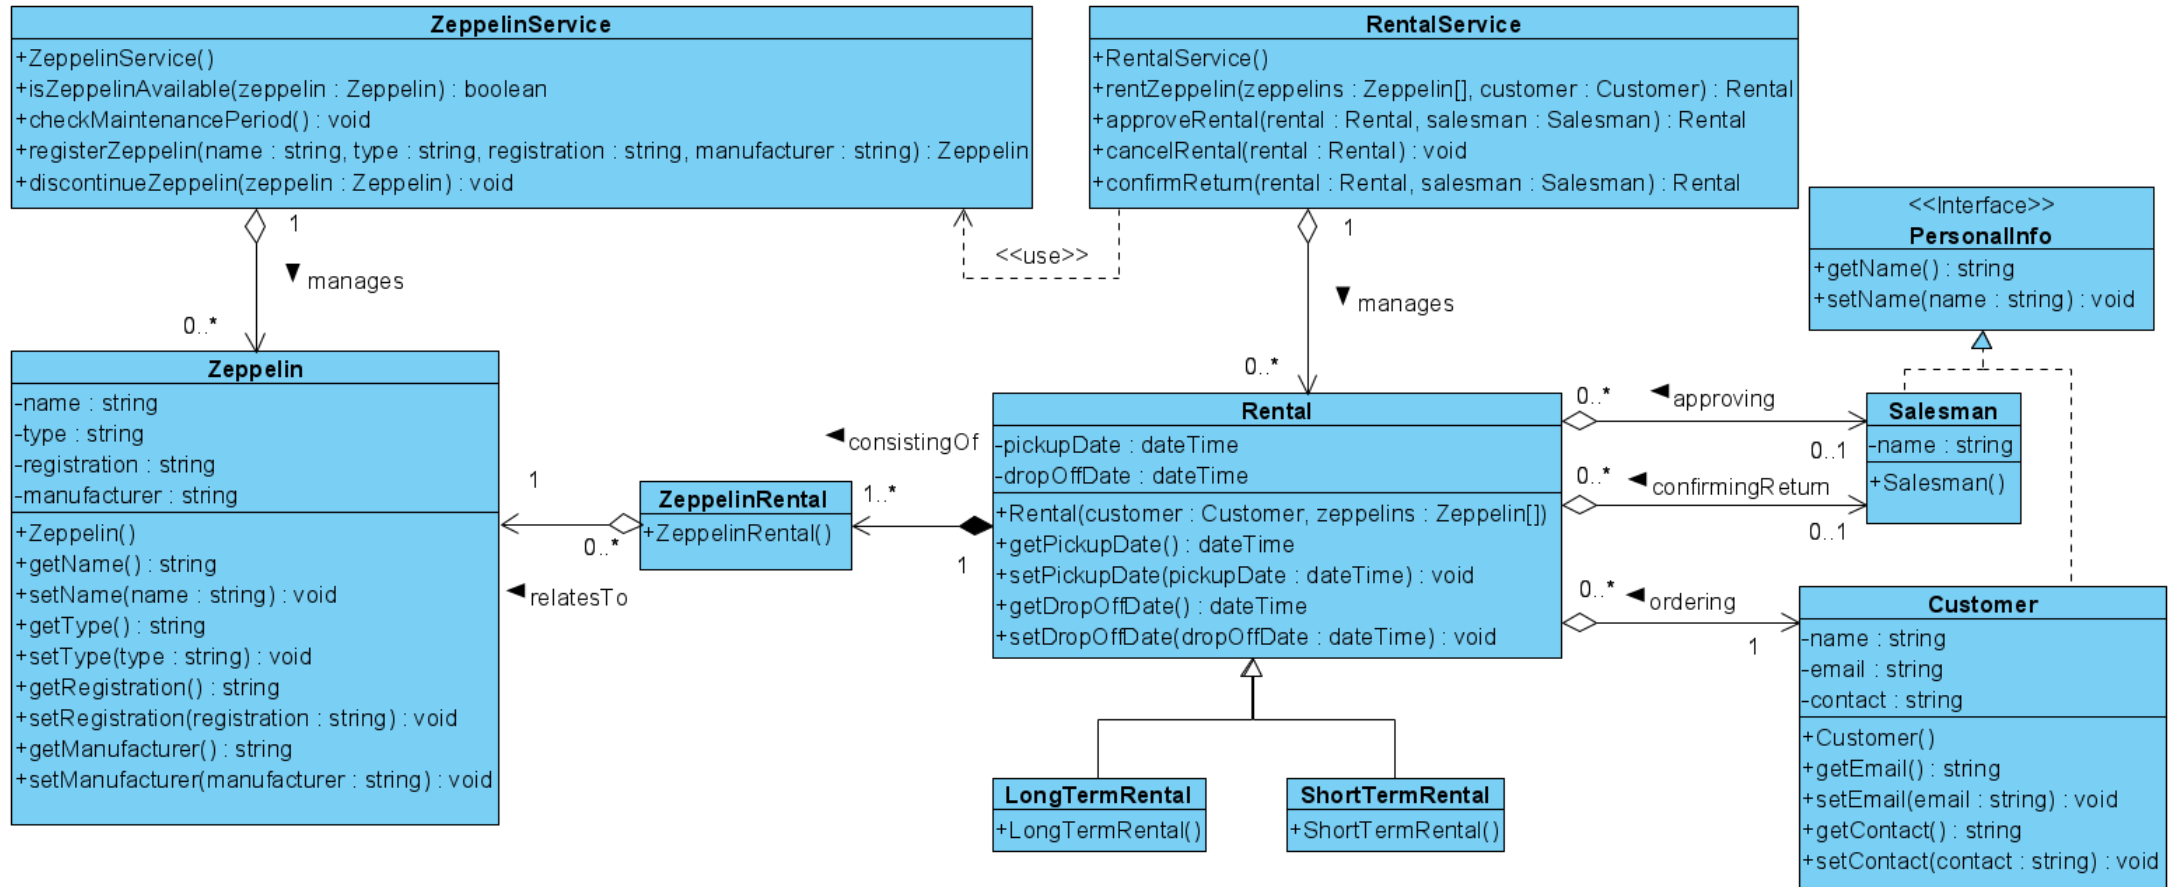 ZeppelinService
+ZeppelinService()
+isZeppelinAvailable(zeppelin : Zeppelin) : boolean
+checkMaintenancePeriod() : void
+registerZeppelin(name : string, type : string, registration : string, manufacturer : string) : Zeppelin
+discontinueZeppelin(zeppelin : Zeppelin) : void
RentalService
+RentalService()
+rentZeppelin(zeppelins : Zeppelin[], customer : Customer) : Rental
+approveRental(rental : Rental, salesman : Salesman) : Rental
+cancelRental(rental : Rental) : void
+confirmReturn(rental : Rental, salesman : Salesman) : Rental
<<Interface>>
PersonalInfo
+getName() : string
+setName(name : string) : void
1
manages
0..*
<<use>>
1
manages
0..*
Zeppelin
-name : string
-type : string
-registration : string
-manufacturer : string
+Zeppelin()
+getName() : string
+setName(name : string) : void
+getType() : string
+setType(type : string) : void
+getRegistration() : string
+setRegistration(registration : string) : void
+getManufacturer() : string
+setManufacturer(manufacturer : string) : void
1
0..*
relatesTo
ZeppelinRental
+ZeppelinRental()
consistingOf
1..*
1
Rental
-pickupDate : dateTime
-dropOffDate : dateTime
+Rental(customer : Customer, zeppelins : Zeppelin[])
+getPickupDate() : dateTime
+setPickupDate(pickupDate : dateTime) : void
+getDropOffDate() : dateTime
+setDropOffDate(dropOffDate : dateTime) : void
0..*
approving
0..1
0..*
confirmingReturn
0..1
0..*
ordering
1
Salesman
-name : string
+Salesman()
Customer
-name : string
-email : string
-contact : string
+Customer()
+getEmail() : string
+setEmail(email : string) : void
+getContact() : string
+setContact(contact : string) : void
LongTermRental
+LongTermRental()
ShortTermRental
+ShortTermRental()